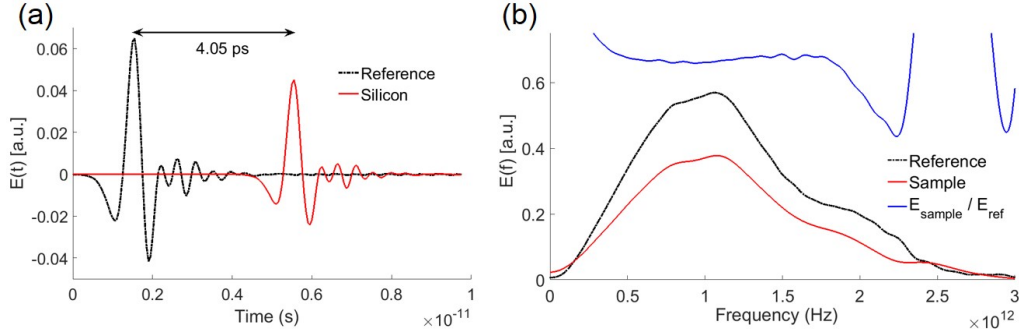 (a)
4.05 ps
Reference
Silicon
E(t) [a.u.]
0.06
0.04
0.02
0
-0.02
-0.04
0
0.2
0.4
0.6
0.8
1
Time (s)
×10-11
(b)
Reference
Sample
Esample / Eref
E(f) [a.u.]
0.6
0.4
0.2
0
0
0.5
1
1.5
2
2.5
3
Frequency (Hz)
×1012